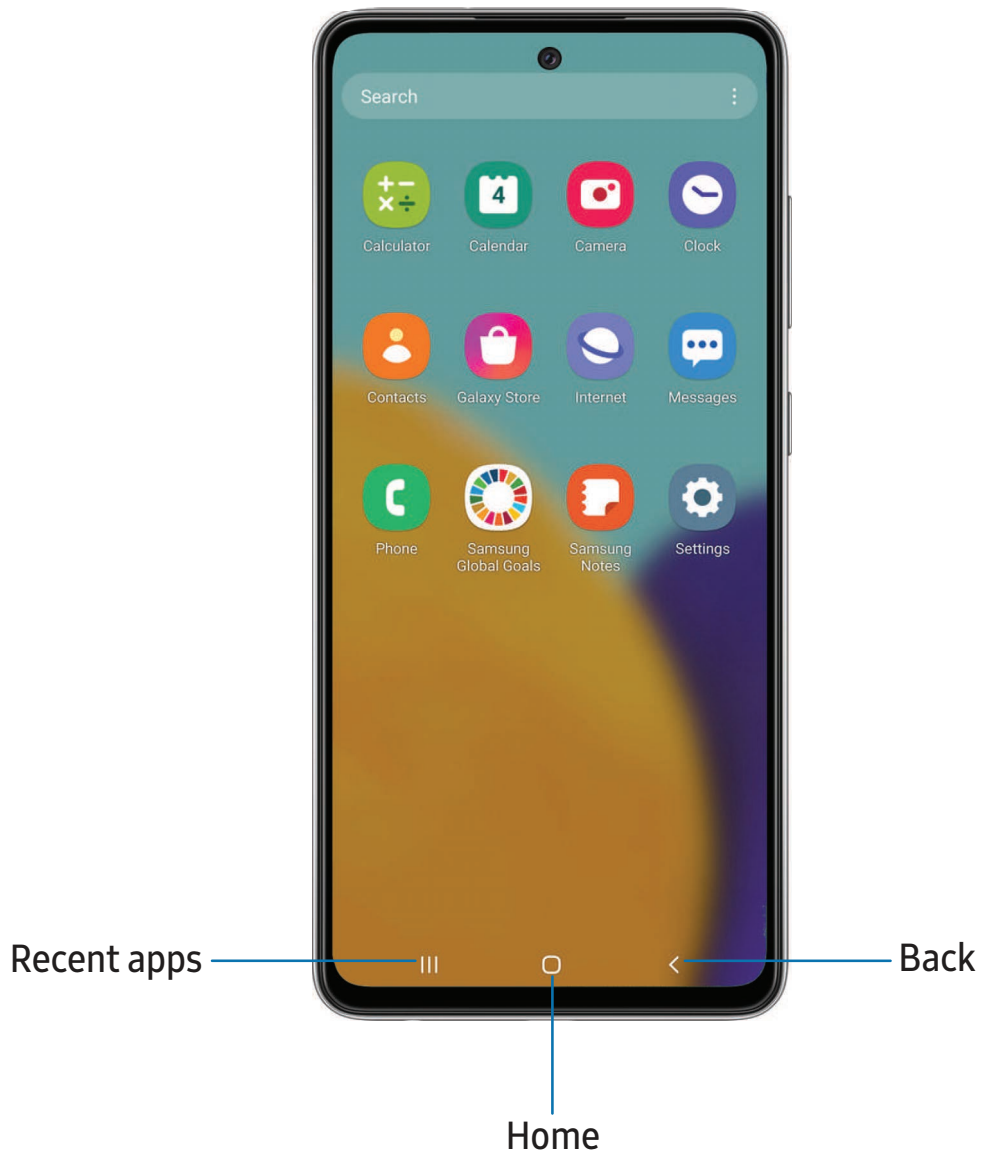 Search
4
Calculator Calendar Camera Clock
Contacts Galaxy Store Internet Messages
Phone Samsung Global Goals Samsung Notes Settings
Recent apps
Back
Home